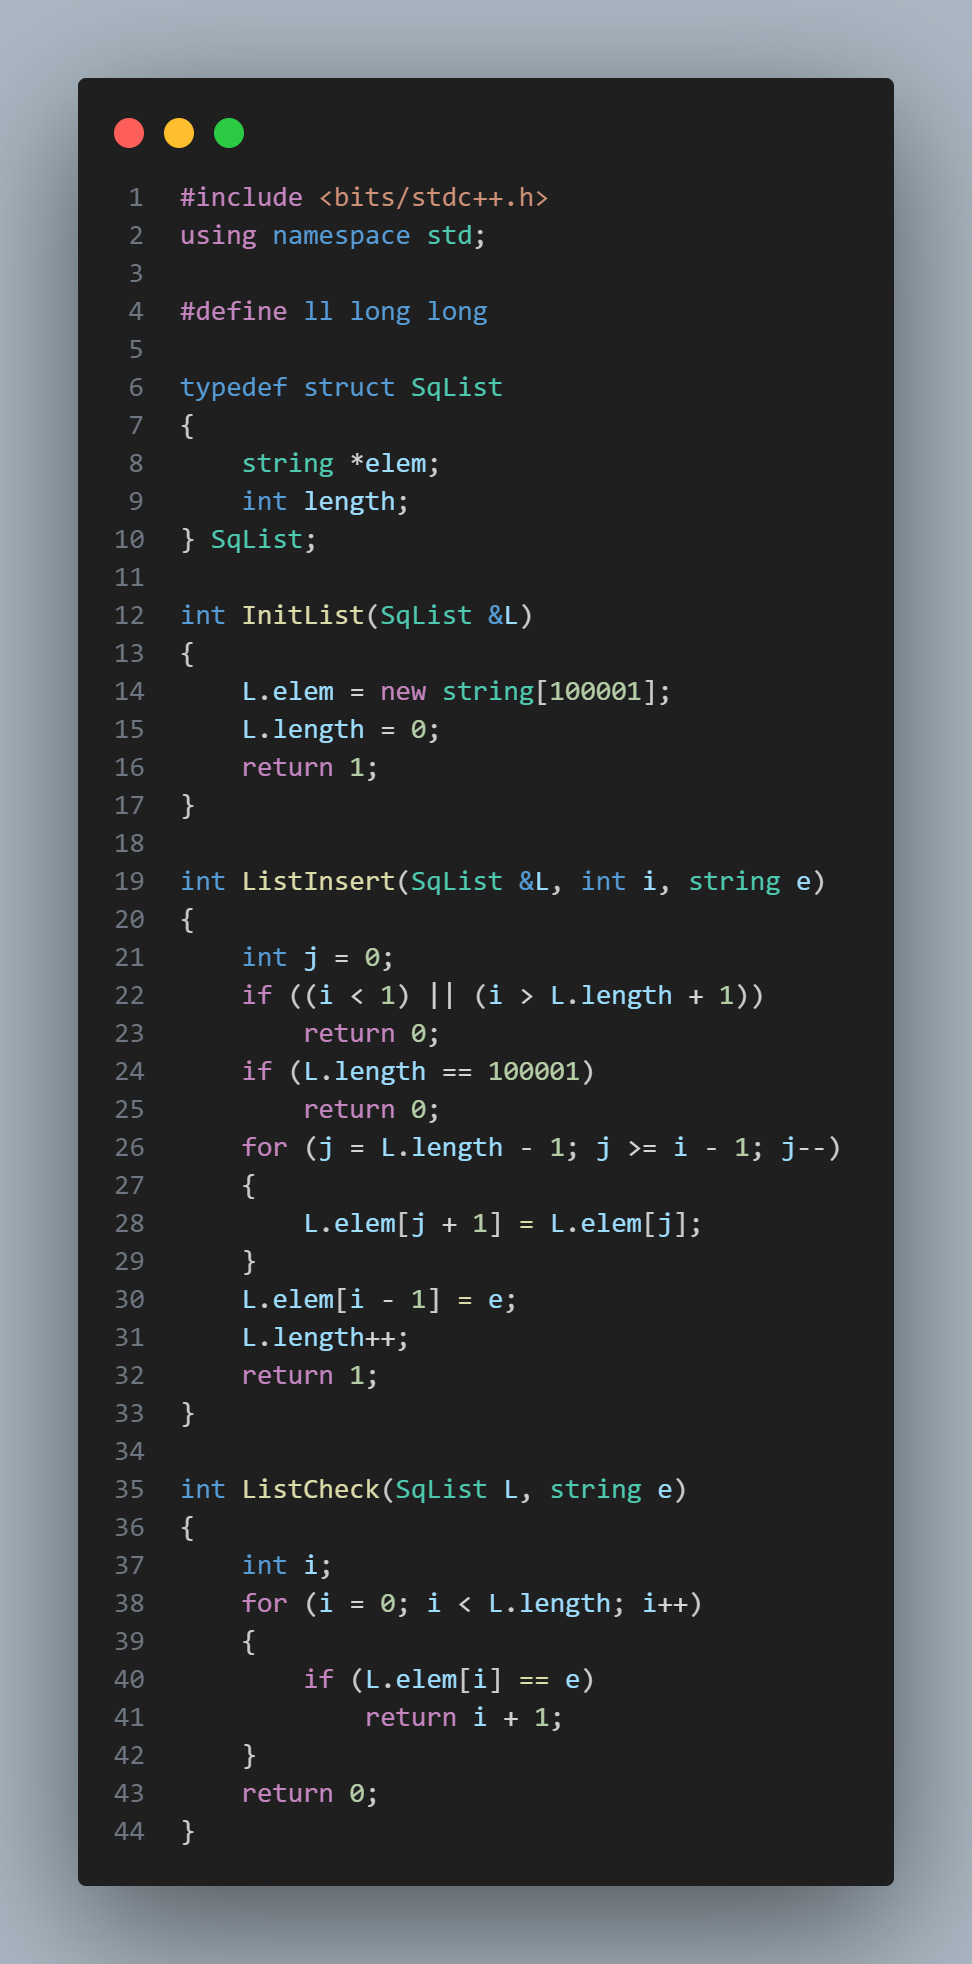 1 #include <bits/stdc++.h>
2 using namespace std;
3
4 #define ll long long
5
6 typedef struct SqList
7 {
8     string *elem;
9     int length;
10 } SqList;
11
12 int InitList(SqList &L)
13 {
14     L.elem = new string[100001];
15     L.length = 0;
16     return 1;
17 }
18
19 int ListInsert(SqList &L, int i, string e)
20 {
21     int j = 0;
22     if ((i < 1) || (i > L.length + 1))
23         return 0;
24     if (L.length == 100001)
25         return 0;
26     for (j = L.length - 1; j >= i - 1; j--)
27     {
28         L.elem[j + 1] = L.elem[j];
29     }
30     L.elem[i - 1] = e;
31     L.length++;
32     return 1;
33 }
34
35 int ListCheck(SqList L, string e)
36 {
37     int i;
38     for (i = 0; i < L.length; i++)
39     {
40         if (L.elem[i] == e)
41             return i + 1;
42     }
43     return 0;
44 }